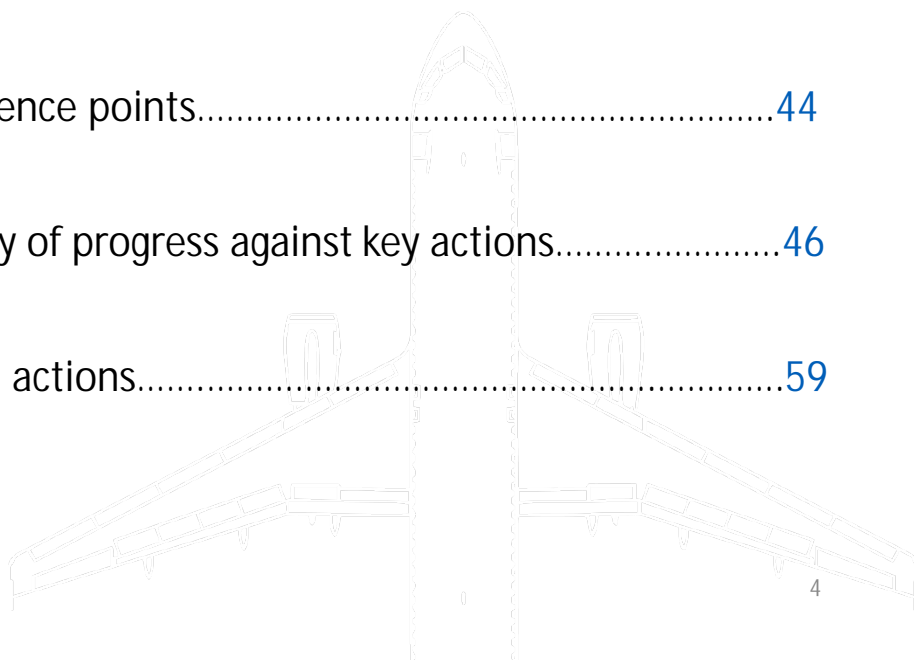 ence points............................................................44
y of progress against key actions.......................46
actions..................................................................59
4